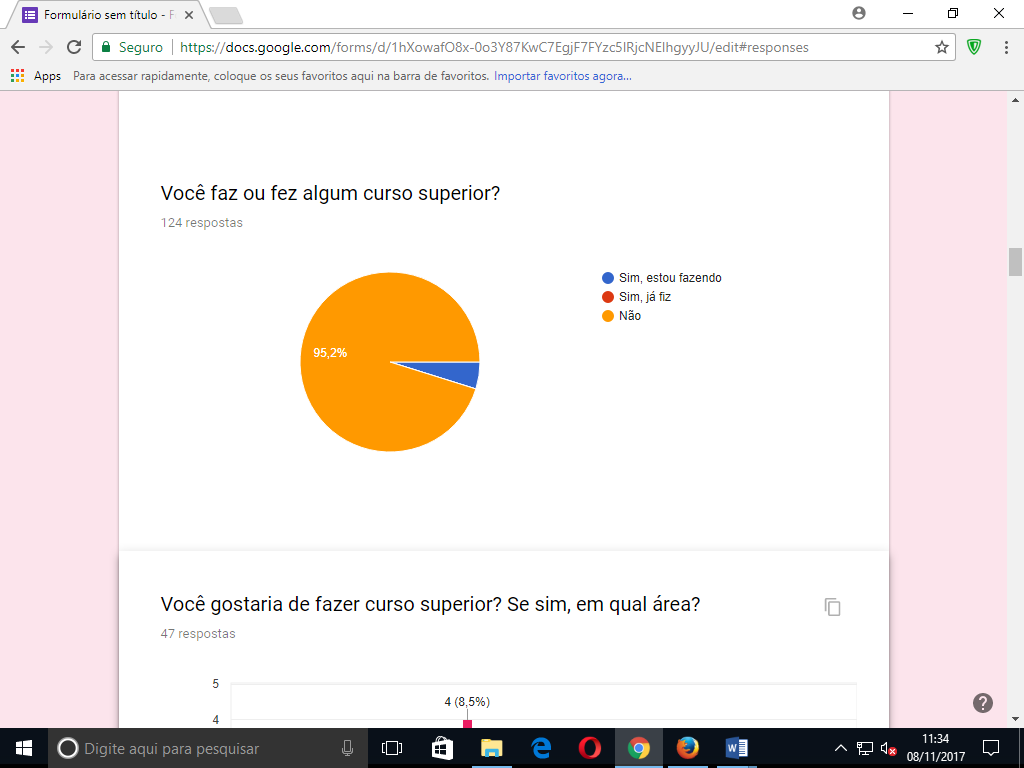 Formulário sem título - F
Seguro
https://docs.google.com/forms/d/1hXowafO8x-0o3Y87KwC7EgjF7FYzc5IRjcNElhgyyJU/edit#responses
Apps Para acessar rapidamente, coloque os seus favoritos aqui na barra de favoritos. Importar favoritos agora...
Você faz ou fez algum curso superior?
124 respostas
Sim, estou fazendo
Sim, já fiz
Não
95,2%
Você gostaria de fazer curso superior? Se sim, em qual área?
47 respostas
5
4 (8,5%)
4
Digite aqui para pesquisar
11:34
08/11/2017